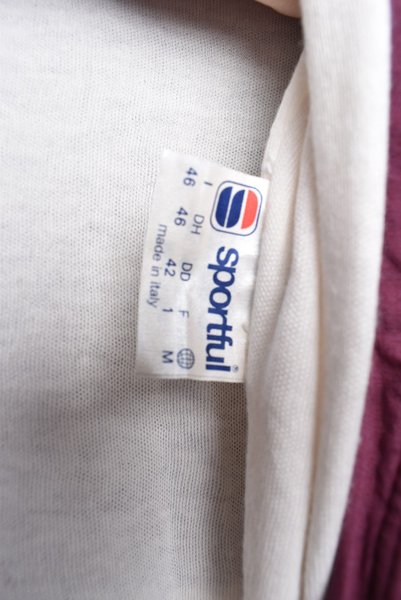 sportful®
I DH DD F
46 46 42 1 M
made in italy